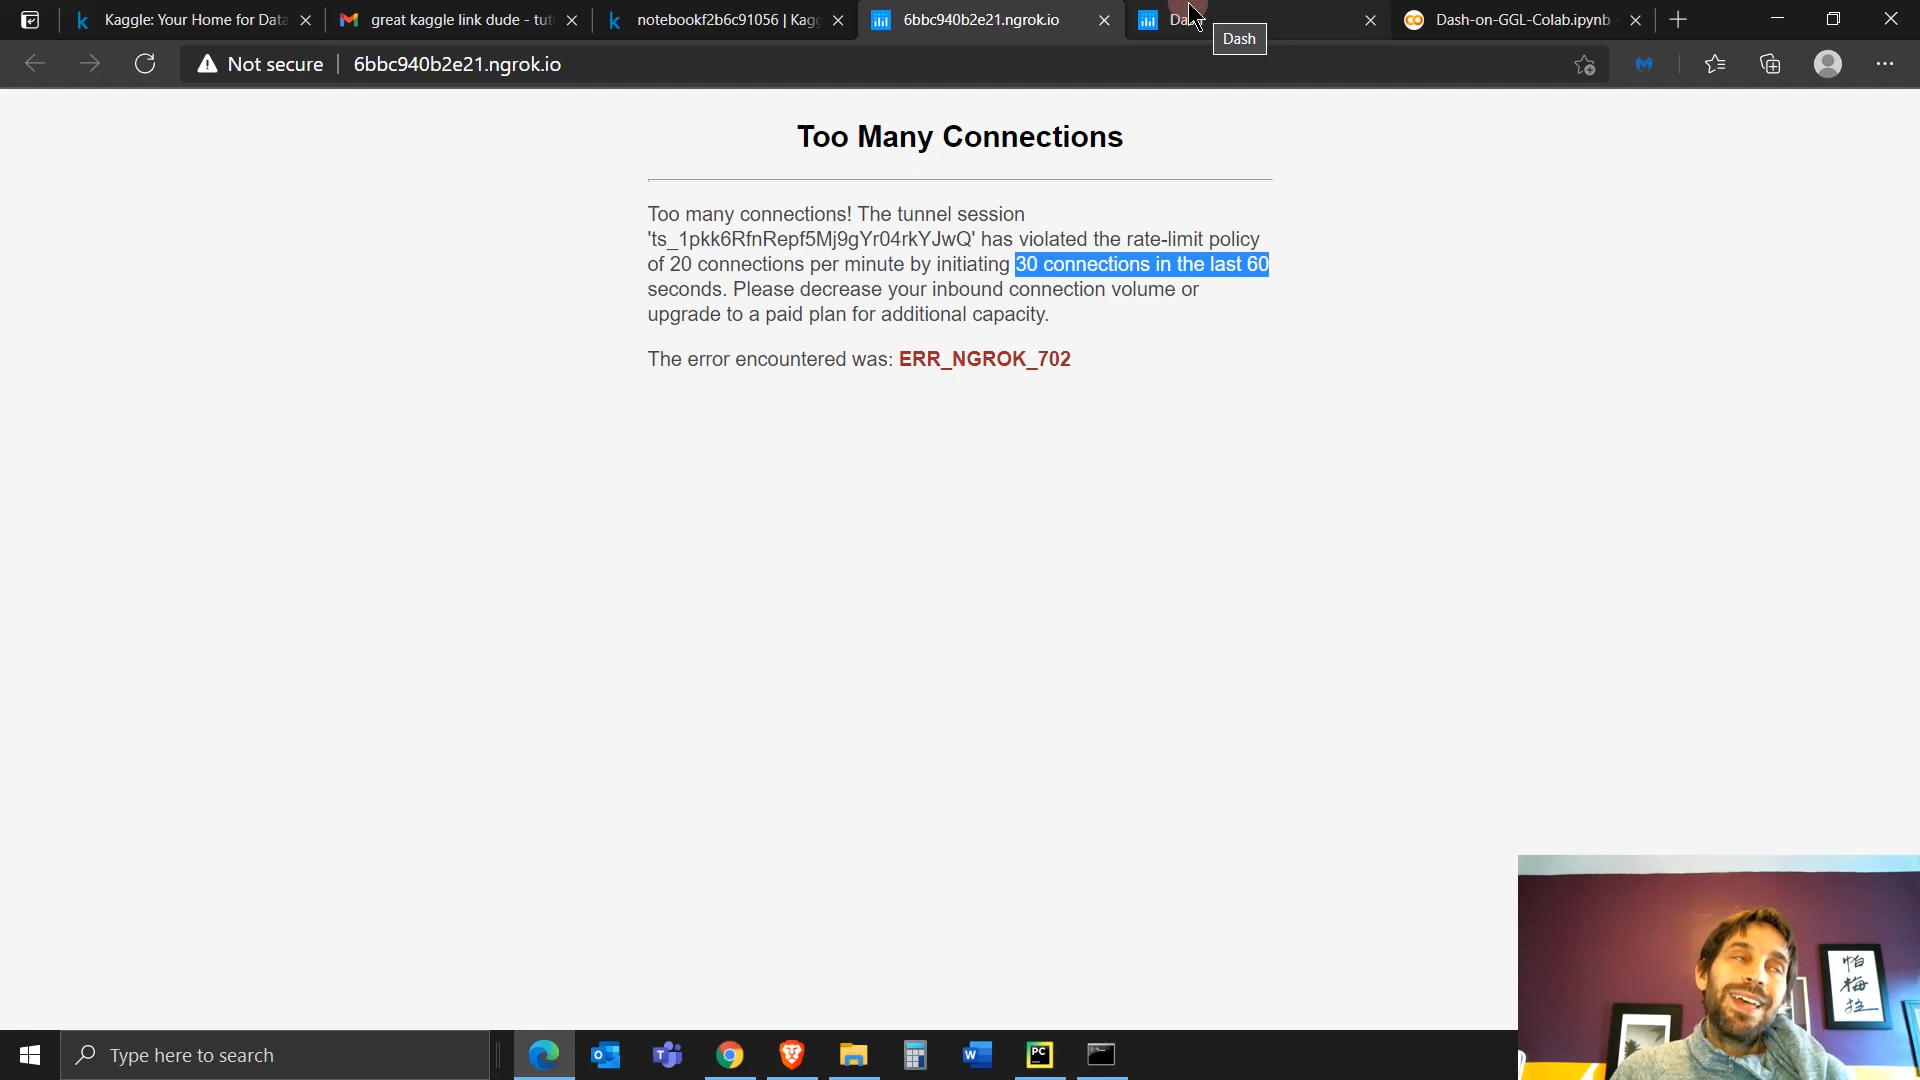 Kaggle: Your Home for Data
great kaggle link dude - tut
notebookf2b6c91056 | Kagg
6bbc940b2e21.ngrok.io
Dash-on-GGL-Colab.ipynb
Dash
Not secure
6bbc940b2e21.ngrok.io
Too Many Connections
Too many connections! The tunnel session
'ts_1pkk6RfnRepf5Mj9gYr04rkYJwQ' has violated the rate-limit policy
of 20 connections per minute by initiating 30 connections in the last 60
seconds. Please decrease your inbound connection volume or
upgrade to a paid plan for additional capacity.
The error encountered was: ERR_NGROK_702
怕
梅
拉
Type here to search